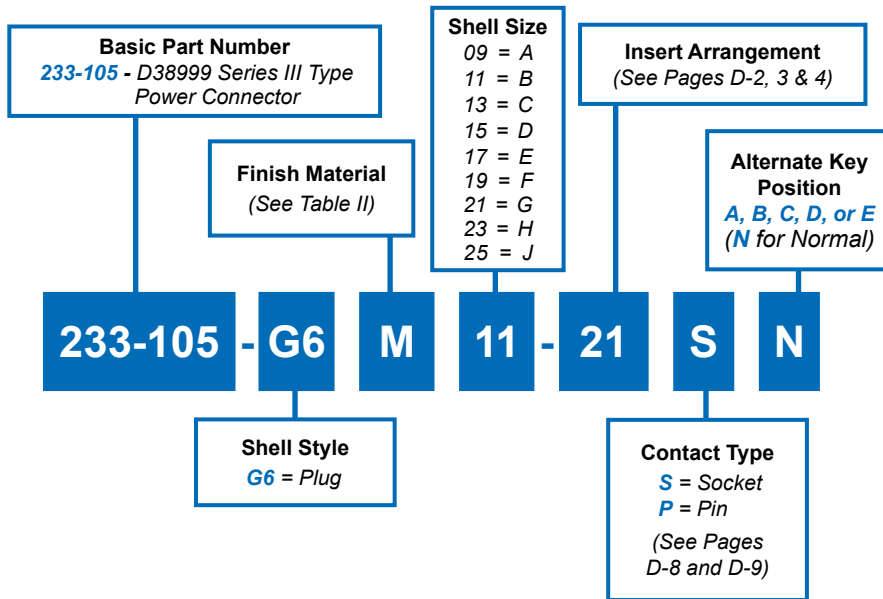 Basic Part Number
233-105 - D38999 Series III Type
Power Connector
Finish Material
(See Table II)
Shell Size
09 = A
11 = B
13 = C
15 = D
17 = E
19 = F
21 = G
23 = H
25 = J
Insert Arrangement
(See Pages D-2, 3 & 4)
Alternate Key
Position
A, B, C, D, or E
(N for Normal)
233-105 - G6 M 11 - 21 S N
Shell Style
G6 = Plug
Contact Type
S = Socket
P = Pin
(See Pages
D-8 and D-9)